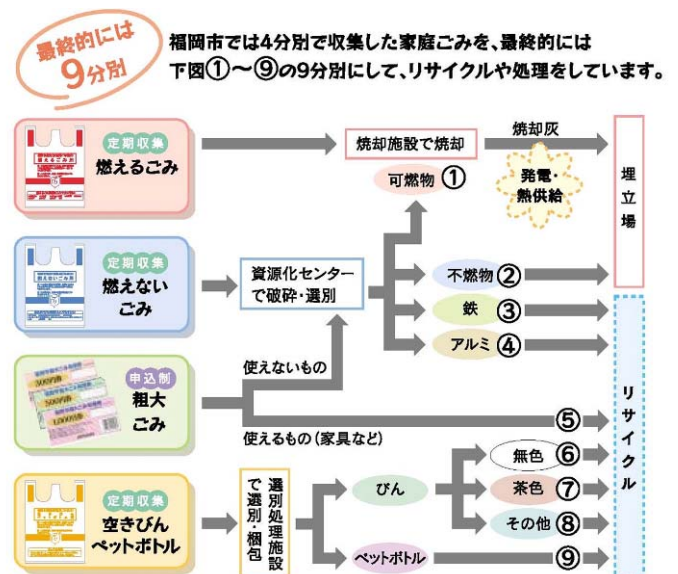 最終的には
9分別
福岡市では4分別で収集した家庭ごみを、最終的には
下図①～⑨の9分別にして、リサイクルや処理をしています。
定期収集
燃えるごみ
焼却施設で焼却
焼却灰
可燃物 ①
発電・
熱供給
埋立場
定期収集
燃えない
ごみ
資源化センター
で破砕・選別
不燃物 ②
鉄 ③
アルミ ④
申込制
粗大
ごみ
使えないもの
使えるもの(家具など)
⑤
リサイクル
定期収集
空きびん
ペットボトル
選別処理施設
で選別・梱包
びん
無色 ⑥
茶色 ⑦
その他 ⑧
ペットボトル
⑨